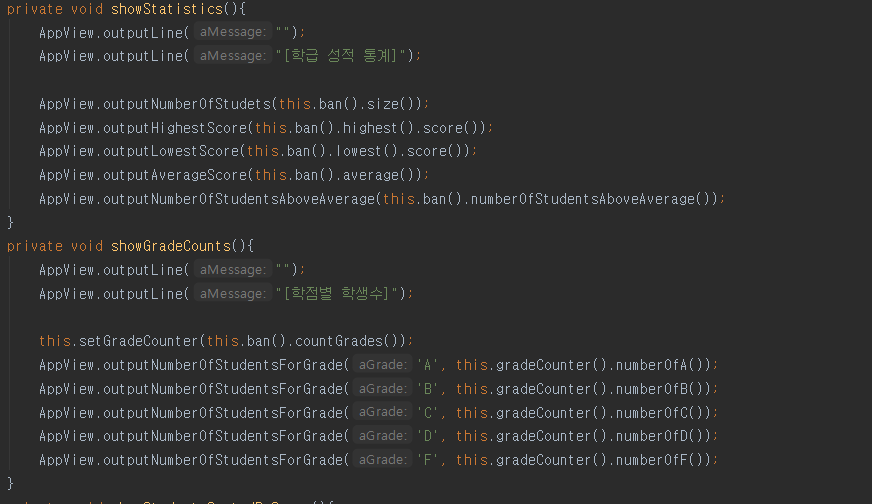 private void showStatistics(){
AppView.outputLine( aMessage: "");
AppView.outputLine( aMessage: "[학급 성적 통계]");
AppView.outputNumberOfStudets(this.ban().size());
AppView.outputHighestScore(this.ban().highest().score());
AppView.outputLowestScore(this.ban().lowest().score());
AppView.outputAverageScore(this.ban().average());
AppView.outputNumberOfStudentsAboveAverage(this.ban().numberOfStudentsAboveAverage());
}
private void showGradeCounts(){
AppView.outputLine( aMessage: "");
AppView.outputLine( aMessage: "[학점별 학생수]");
this.setGradeCounter(this.ban().countGrades());
AppView.outputNumberOfStudentsForGrade( aGrade: 'A', this.gradeCounter().numberOfA());
AppView.outputNumberOfStudentsForGrade( aGrade: 'B', this.gradeCounter().numberOfB());
AppView.outputNumberOfStudentsForGrade( aGrade: 'C', this.gradeCounter().numberOfC());
AppView.outputNumberOfStudentsForGrade( aGrade: 'D', this.gradeCounter().numberOfD());
AppView.outputNumberOfStudentsForGrade( aGrade: 'F', this.gradeCounter().numberOfF());
}